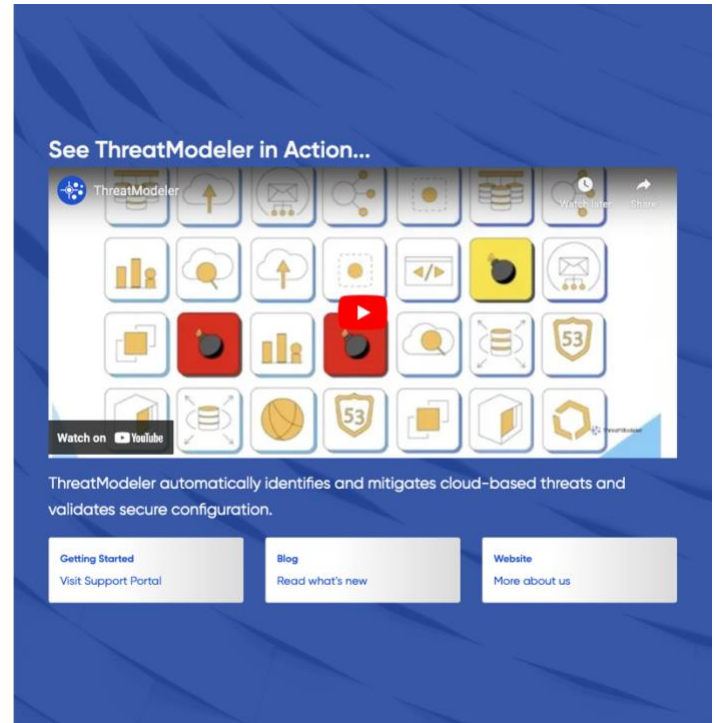 See ThreatModeler in Action...
ThreatModeler
Watch later
Share
53
53
Watch on YouTube
ThreatModeler
ThreatModeler automatically identifies and mitigates cloud-based threats and
validates secure configuration.
Getting Started
Visit Support Portal
Blog
Read what's new
Website
More about us